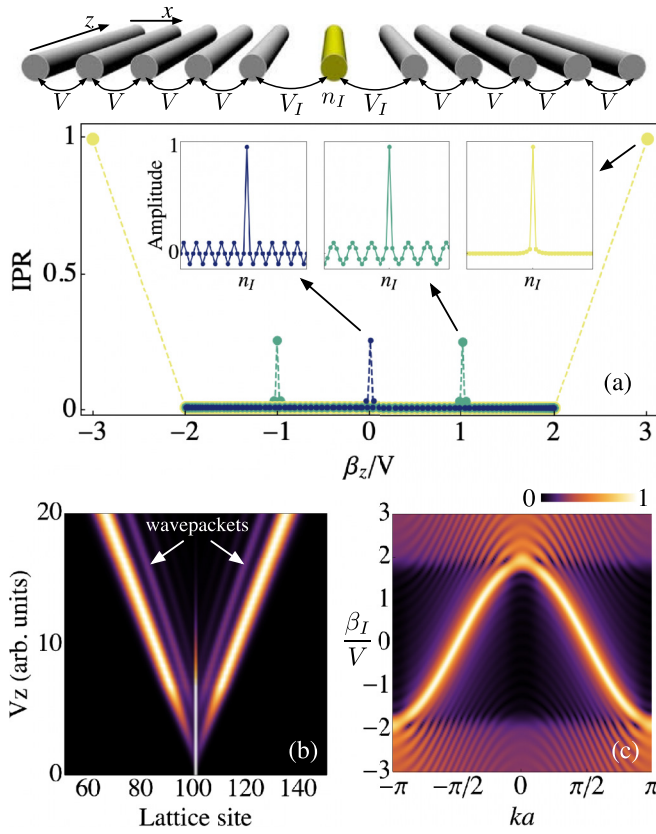 z x
V V V V V_I n_I V_I V V V V
1
0.5
0
IPR
Amplitude
1
0
n_I n_I n_I
(a)
−3 −2 −1 0 1 2 3
β_z/V
20
10
0
Vz (arb. units)
wavepackets
(b)
60 80 100 120 140
Lattice site
0 1
3
2
1
0
−1
−2
−3
β_I/V
(c)
−π −π/2 0 π/2 π
ka